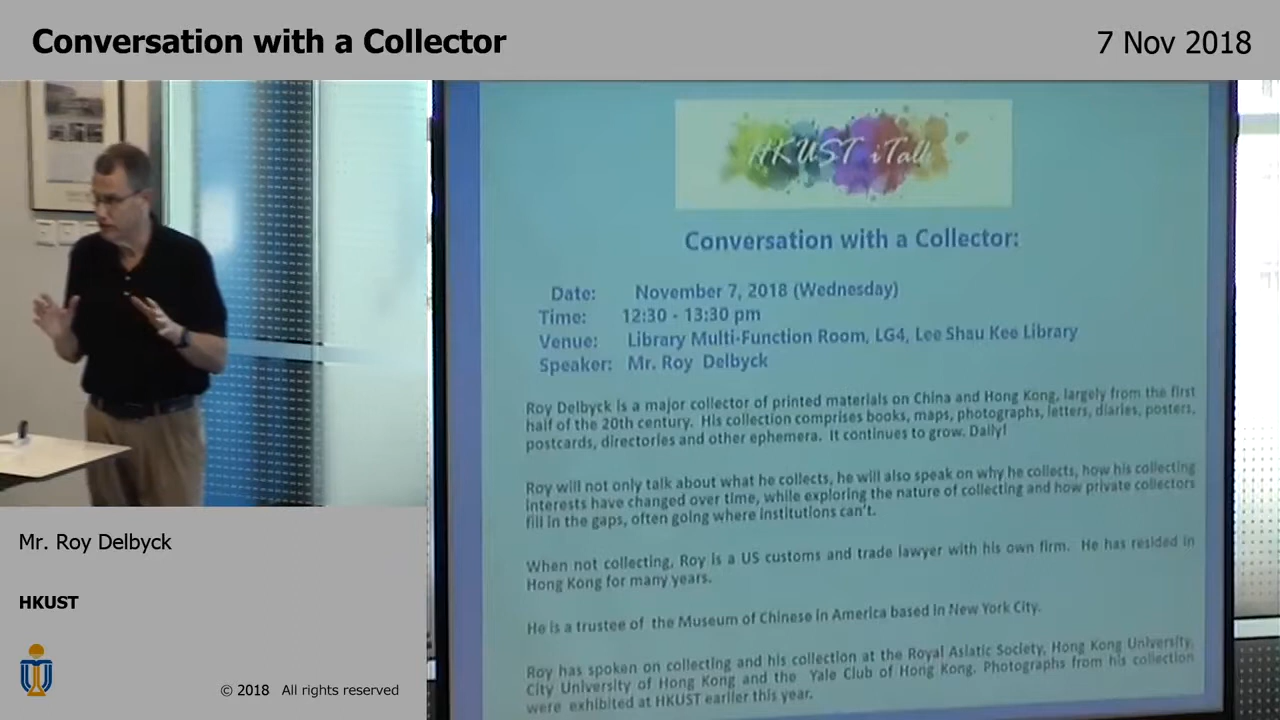 Conversation with a Collector
7 Nov 2018
HKUST iTalk
Conversation with a Collector:
Date: November 7, 2018 (Wednesday)
Time: 12:30 - 13:30 pm
Venue: Library Multi-Function Room, LG4, Lee Shau Kee Library
Speaker: Mr. Roy Delbyck
Roy Delbyck is a major collector of printed materials on China and Hong Kong, largely from the first
half of the 20th century. His collection comprises books, maps, photographs, letters, diaries, posters,
postcards, directories and other ephemera. It continues to grow. Daily!
Roy will not only talk about what he collects, he will also speak on why he collects, how his collecting
interests have changed over time, while exploring the nature of collecting and how private collectors
fill in the gaps, often going where institutions can't.
When not collecting, Roy is a US customs and trade lawyer with his own firm. He has resided in
Hong Kong for many years.
He is a trustee of the Museum of Chinese in America based in New York City.
Roy has spoken on collecting and his collection at the Royal Asiatic Society, Hong Kong University,
City University of Hong Kong and the Yale Club of Hong Kong. Photographs from his collection
were exhibited at HKUST earlier this year.
Mr. Roy Delbyck
HKUST
© 2018 All rights reserved